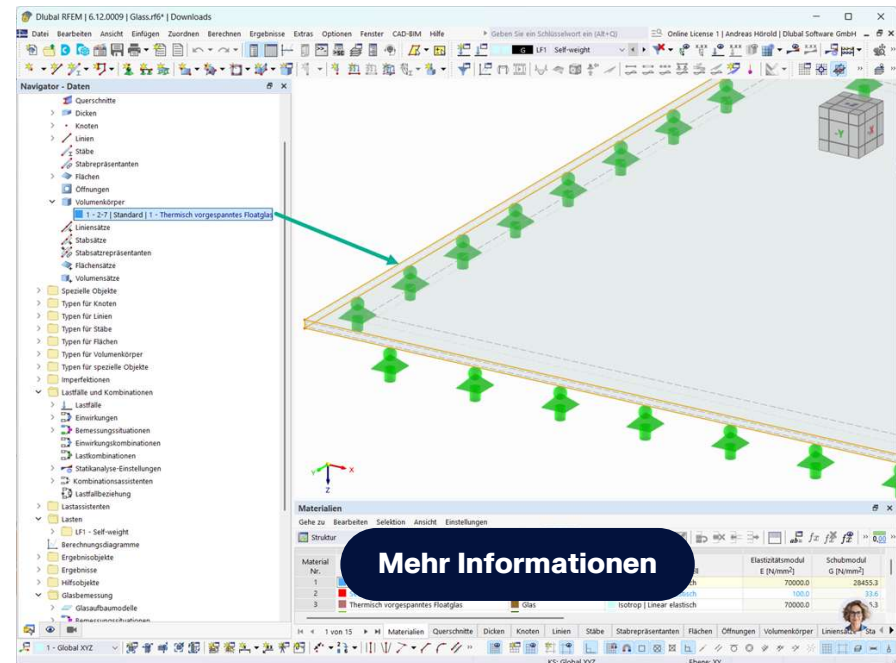 Dlubal RFEM | 6.12.0009 | Glass.rf6* | Downloads
Datei Bearbeiten Ansicht Einfügen Zuordnen Berechnen Ergebnisse Extras Optionen Fenster CAD-BIM Hilfe
Geben Sie ein Schlüsselwort ein (Alt+Q)
Online License 1 | Andreas Hörold | Dlubal Software GmbH
G LF1 Self-weight
Navigator - Daten
Querschnitte
Dicken
Knoten
Linien
Stäbe
Stabrepräsentanten
Flächen
Öffnungen
Volumenkörper
1 - 2-7 | Standard | 1 - Thermisch vorgespanntes Floatglas
Liniensätze
Stabsätze
Stabsatzrepräsentanten
Flächensätze
Volumensätze
Spezielle Objekte
Typen für Knoten
Typen für Linien
Typen für Stäbe
Typen für Flächen
Typen für Volumenkörper
Typen für spezielle Objekte
Imperfektionen
Lastfälle und Kombinationen
Lastfälle
Einwirkungen
Bemessungssituationen
Einwirkungskombinationen
Lastkombinationen
Statikanalyse-Einstellungen
Kombinationsassistenten
Lastfallbeziehung
Lastassistenten
Lasten
LF1 - Self-weight
Berechnungsdiagramme
Ergebnisobjekte
Ergebnisse
Hilfsobjekte
Glasbemessung
Glasaufbaumodelle
Bemessungssituationen
-Y
X
X
Y
Z
Materialien
Gehe zu Bearbeiten Selektion Ansicht Einstellungen
Struktur
Material
Nr.
Elastizitätsmodul
E [N/mm²]
Schubmodul
G [N/mm²]
1 70000.0 28455.3
2 100.0 33.6
3 Thermisch vorgespanntes Floatglas Glas Isotrop | Linear elastisch 70000.0
Mehr Informationen
1 von 15 Materialien Querschnitte Dicken Knoten Linien Stäbe Stabrepräsentanten Flächen Öffnungen Volumenkörper
1 - Global XYZ
KS: Global XYZ
Ebene: XY